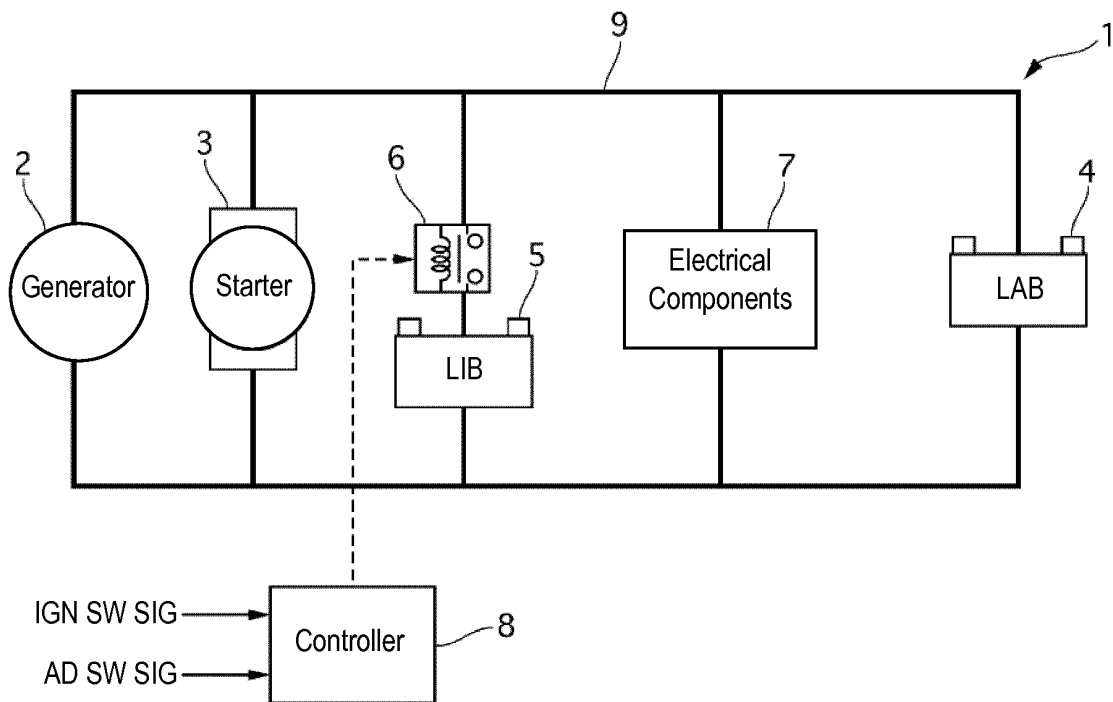 9
1
2
3
6
7
4
5
Generator
Starter
Electrical
Components
LAB
LIB
IGN SW SIG
Controller
8
AD SW SIG